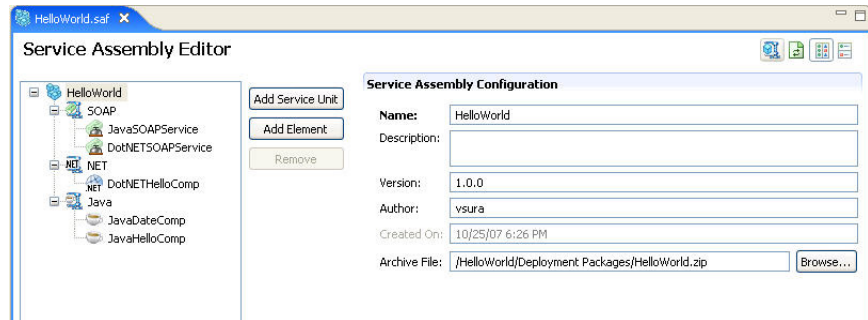 HelloWorld.saf
Service Assembly Editor
HelloWorld
SOAP
JavaSOAPService
DotNETSOAPService
.NET NET
.NET DotNETHelloComp
Java
JavaDateComp
JavaHelloComp
Add Service Unit
Add Element
Remove
Service Assembly Configuration
Name: HelloWorld
Description:
Version: 1.0.0
Author: vsura
Created On: 10/25/07 6:26 PM
Archive File: /HelloWorld/Deployment Packages/HelloWorld.zip Browse...